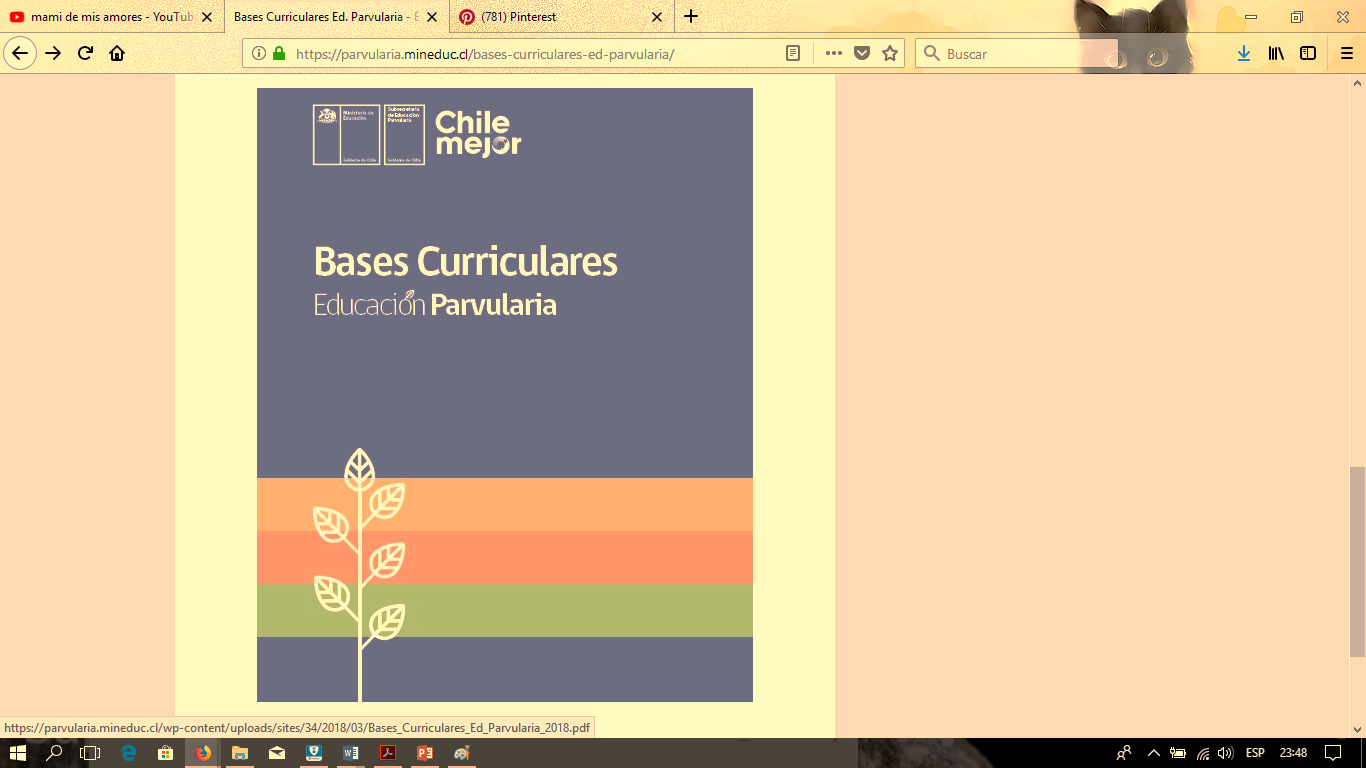 mami de mis amores - YouTub
Bases Curriculares Ed. Parvularia - E
(781) Pinterest
https://parvularia.mineduc.cl/bases-curriculares-ed-parvularia/
Buscar
Ministerio de
Educación
Gobierno de Chile
Subsecretaría
de Educación
Parvularia
Gobierno de Chile
Chile
mejor
Bases Curriculares
Educación Parvularia
https://parvularia.mineduc.cl/wp-content/uploads/sites/34/2018/03/Bases_Curriculares_Ed_Parvularia_2018.pdf
ESP
23:48